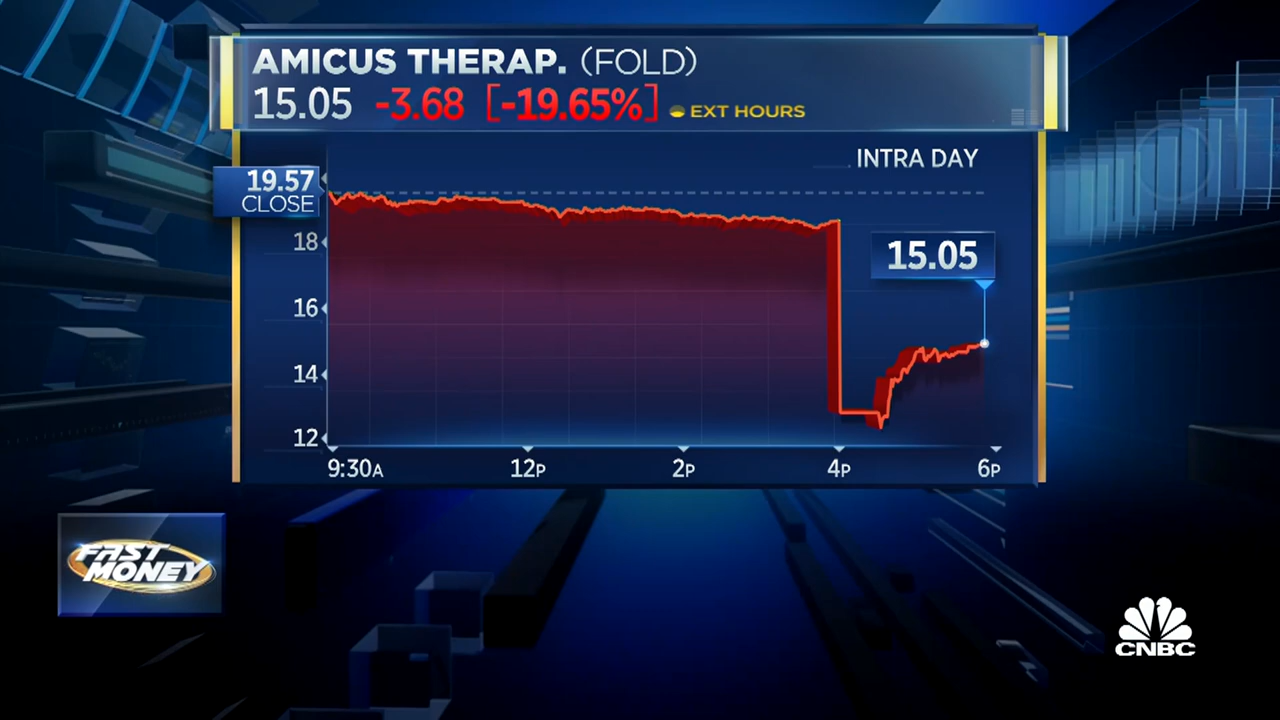 AMICUS THERAP. (FOLD)
15.05 -3.68 [-19.65%] EXT HOURS
INTRA DAY
19.57
CLOSE
18
15.05
16
14
12
9:30A 12P 2P 4P 6P
FAST
MONEY
CNBC